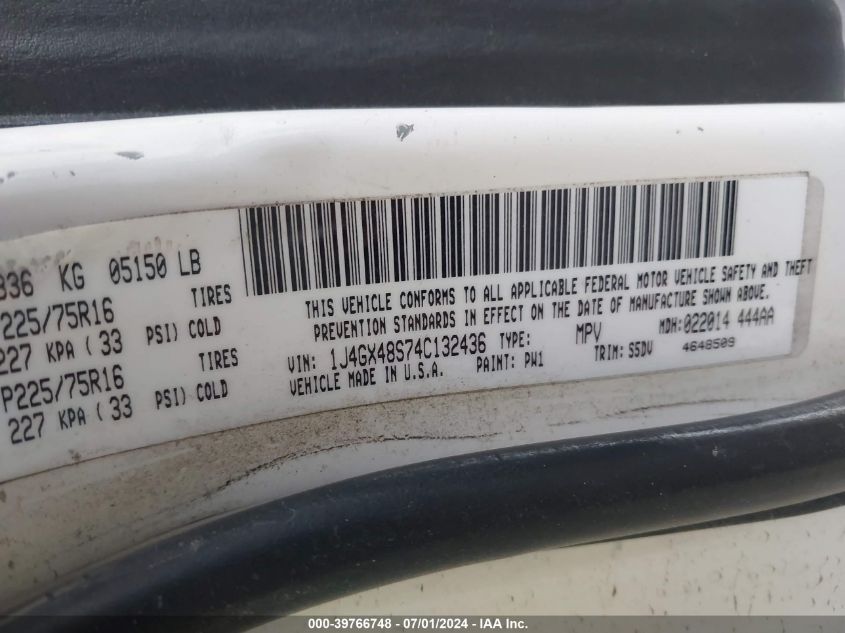 336 KG 05150 LB
P225/75R16 TIRES
227 KPA ( 33 PSI) COLD
P225/75R16 TIRES
227 KPA ( 33 PSI) COLD
THIS VEHICLE CONFORMS TO ALL APPLICABLE FEDERAL MOTOR VEHICLE SAFETY AND THEFT
PREVENTION STANDARDS IN EFFECT ON THE DATE OF MANUFACTURE SHOWN ABOVE.
VIN: 1J4GX48S74C132436 TYPE: MPV MDH:022014 444AA
VEHICLE MADE IN U.S.A. PAINT: PW1 TRIM: S5DV 4648509
000-39766748 - 07/01/2024 - IAA Inc.